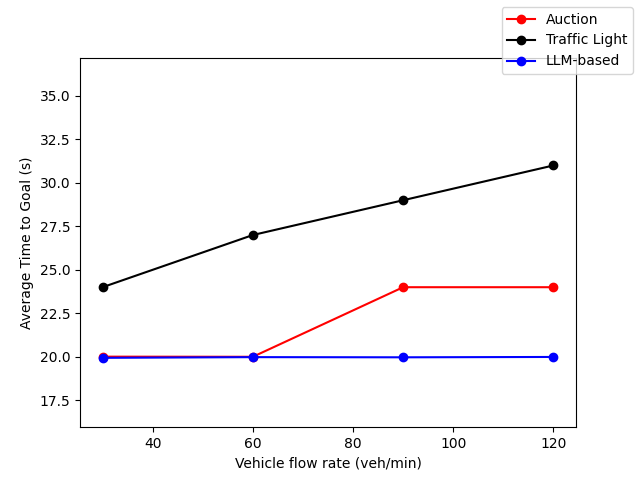 Auction
Traffic Light
LLM-based
35.0
32.5
30.0
27.5
25.0
22.5
20.0
17.5
Average Time to Goal (s)
40
60
80
100
120
Vehicle flow rate (veh/min)